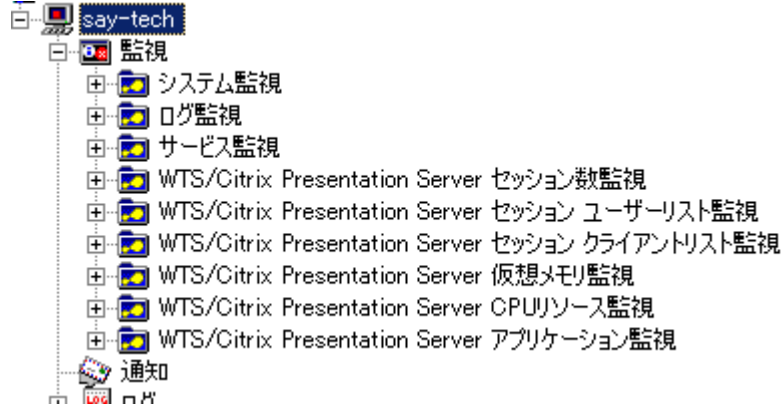 say-tech
監視
システム監視
ログ監視
サービス監視
WTS/Citrix Presentation Server セッション数監視
WTS/Citrix Presentation Server セッション ユーザーリスト監視
WTS/Citrix Presentation Server セッション クライアントリスト監視
WTS/Citrix Presentation Server 仮想メモリ監視
WTS/Citrix Presentation Server CPUリソース監視
WTS/Citrix Presentation Server アプリケーション監視
通知
LOG ログ